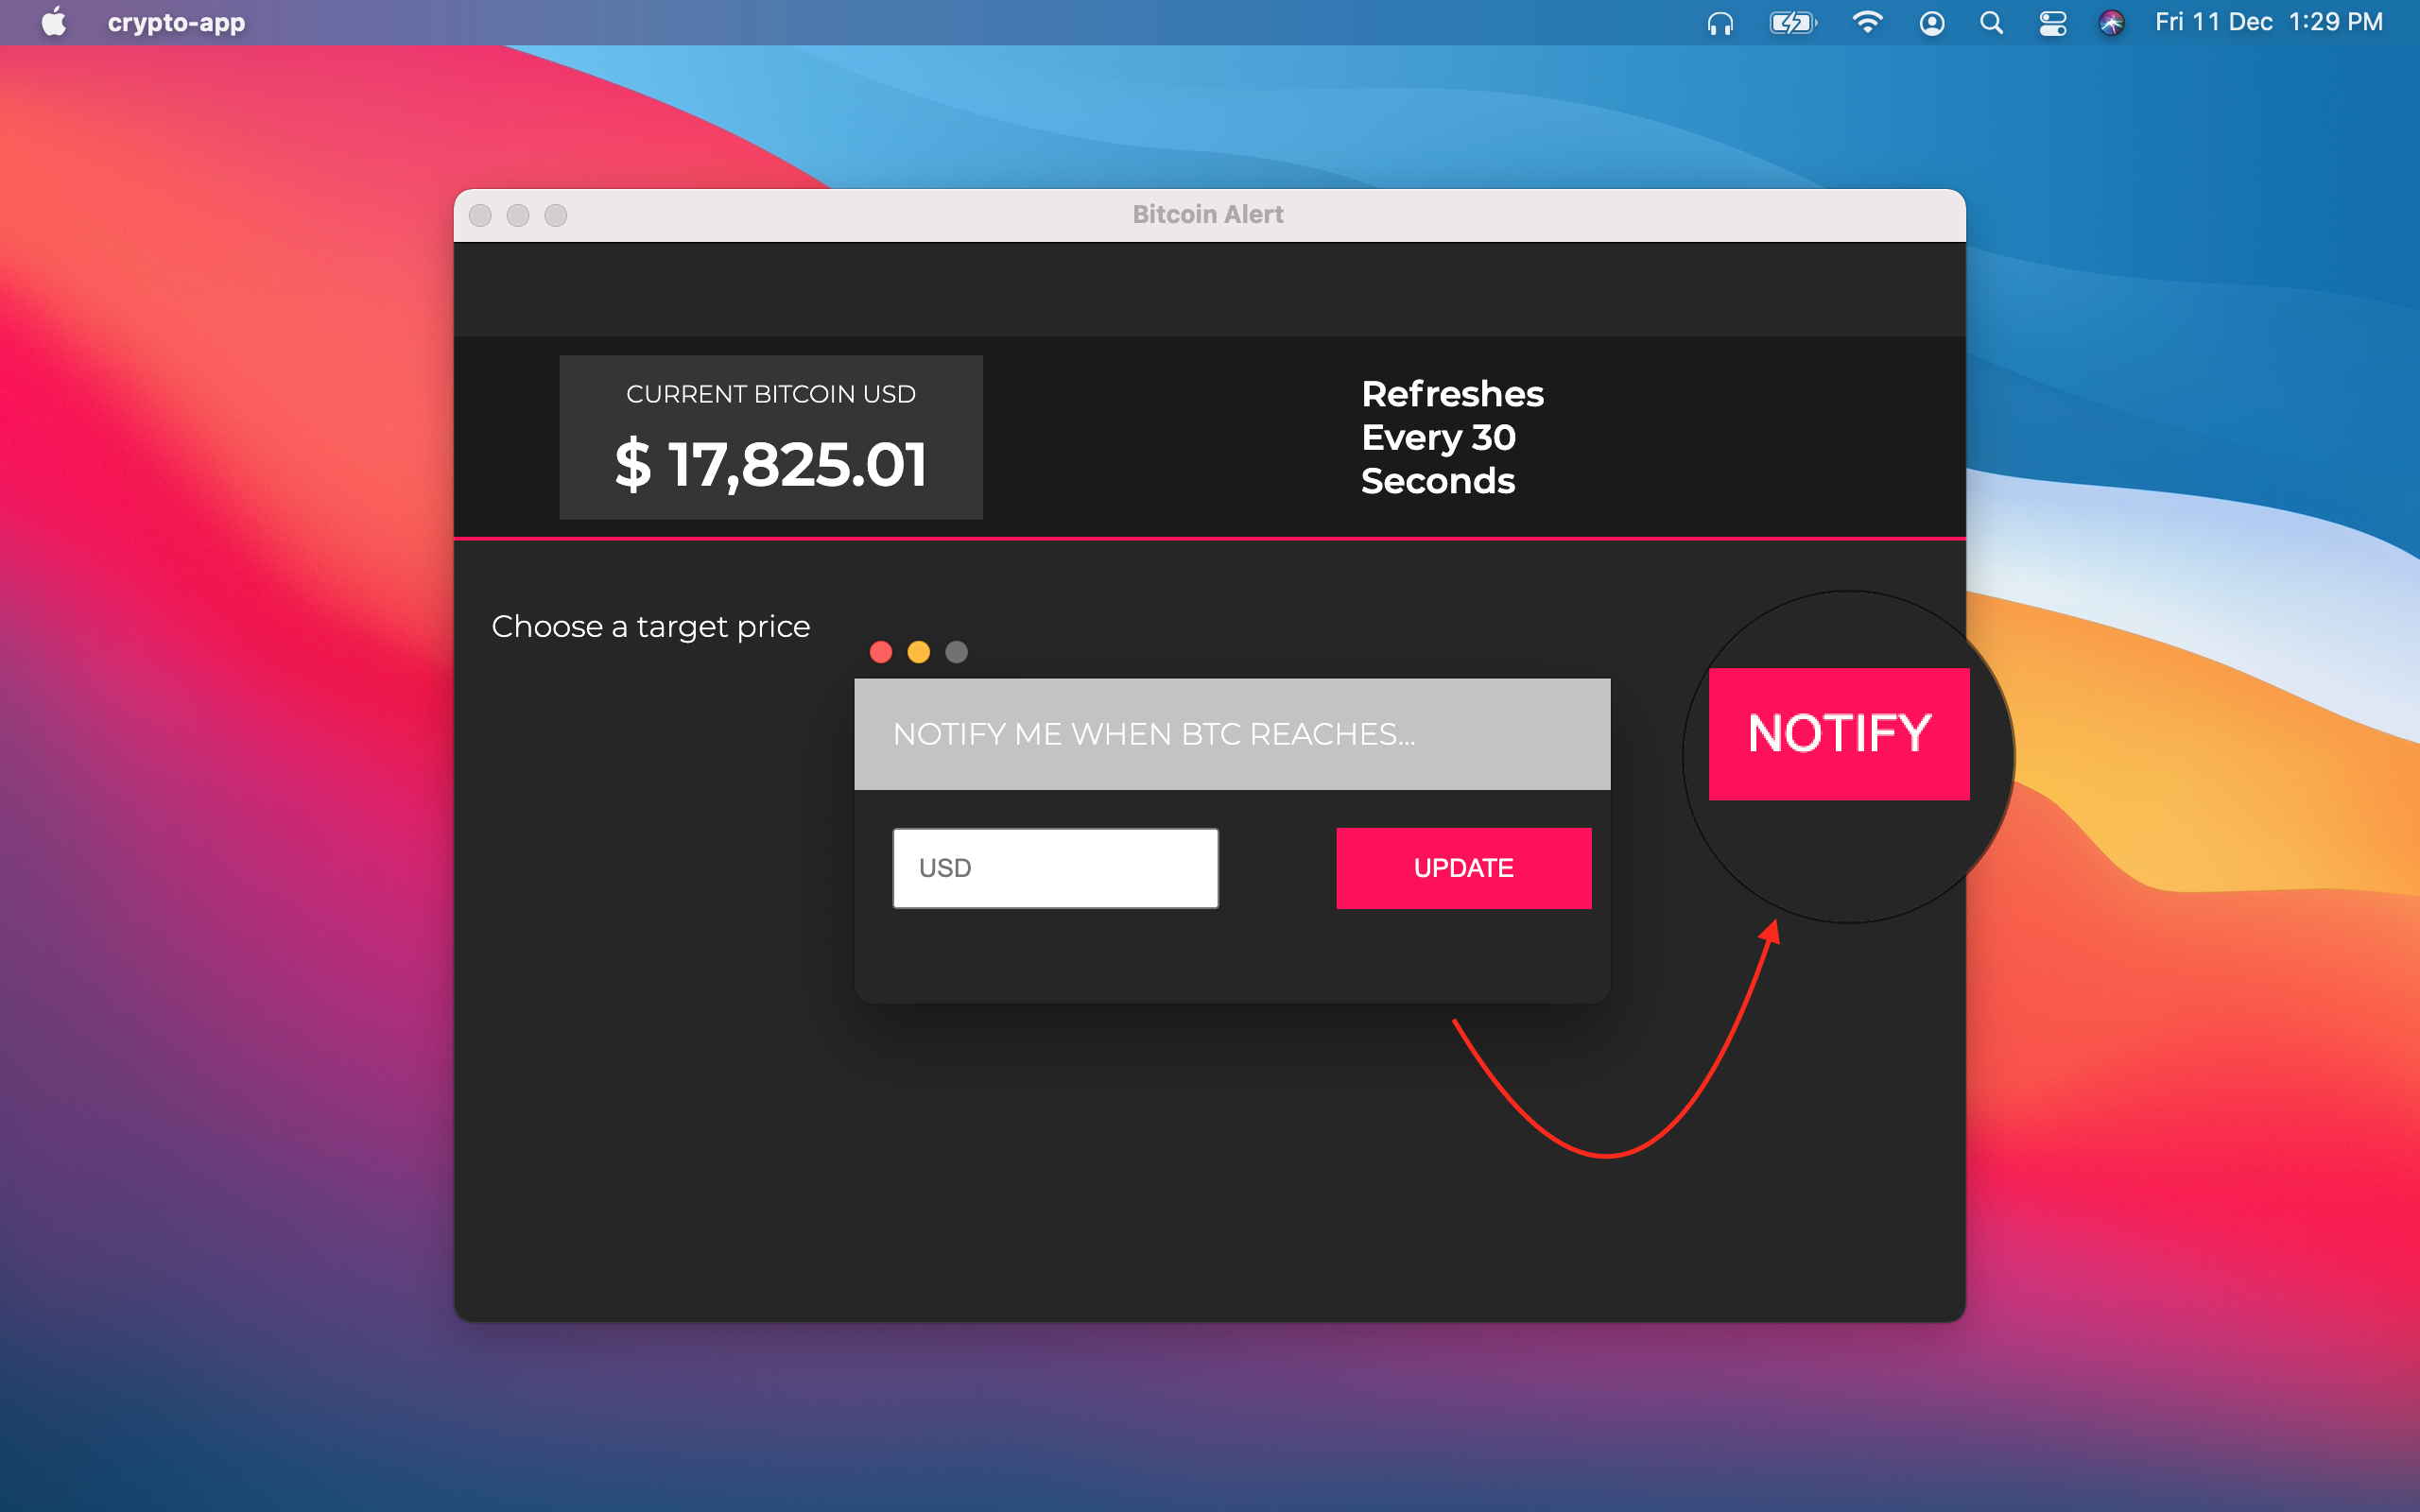 crypto-app
Fri 11 Dec 1:29 PM
Bitcoin Alert
CURRENT BITCOIN USD
$ 17,825.01
Refreshes
Every 30
Seconds
Choose a target price
NOTIFY ME WHEN BTC REACHES...
NOTIFY
USD
UPDATE